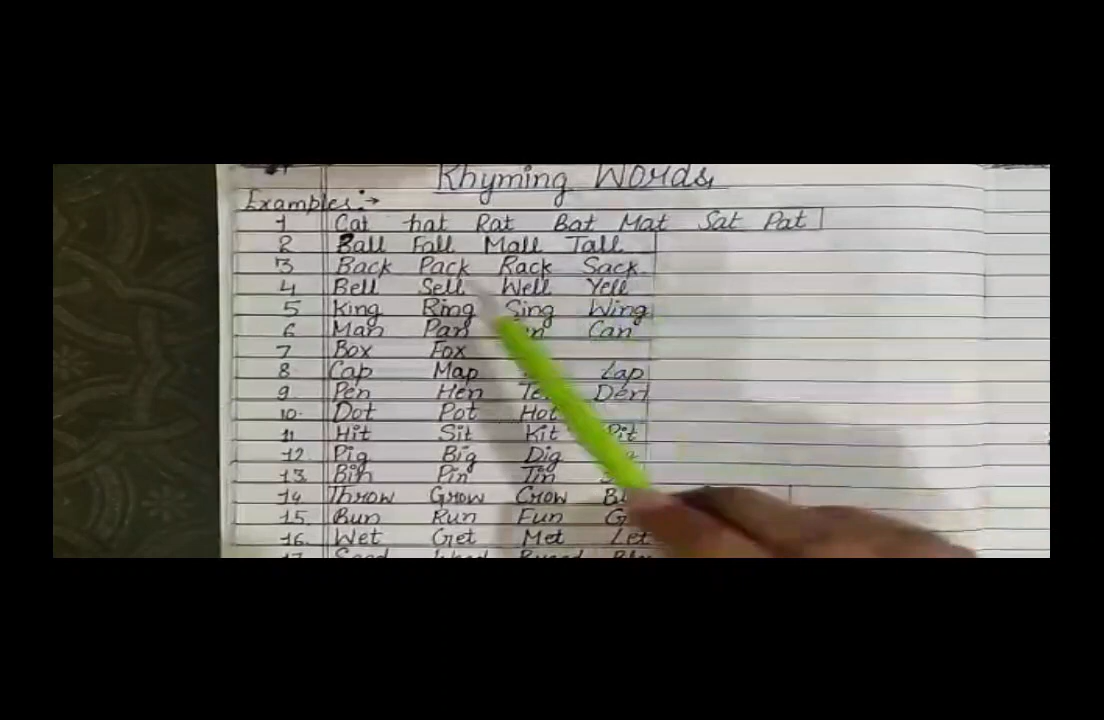 Rhyming Words
Examples :→
1 Cat hat Rat Bat Mat Sat Pat
2 Ball Fall Mall Tall
3 Back Pack Rack Sack
4 Bell Sell Well Yell
5 King Ring Sing Wing
6 Man Pan Can
7 Box Fox
8 Cap Map Lap
9 Pen Hen Den
10. Dot Pot Hot
11 Hit Sit Kit Pit
12 Pig Big Dig
13. Bin Pin Tin
14. Throw Grow Crow
15. Bun Run Fun
16. Wet Get Met Let